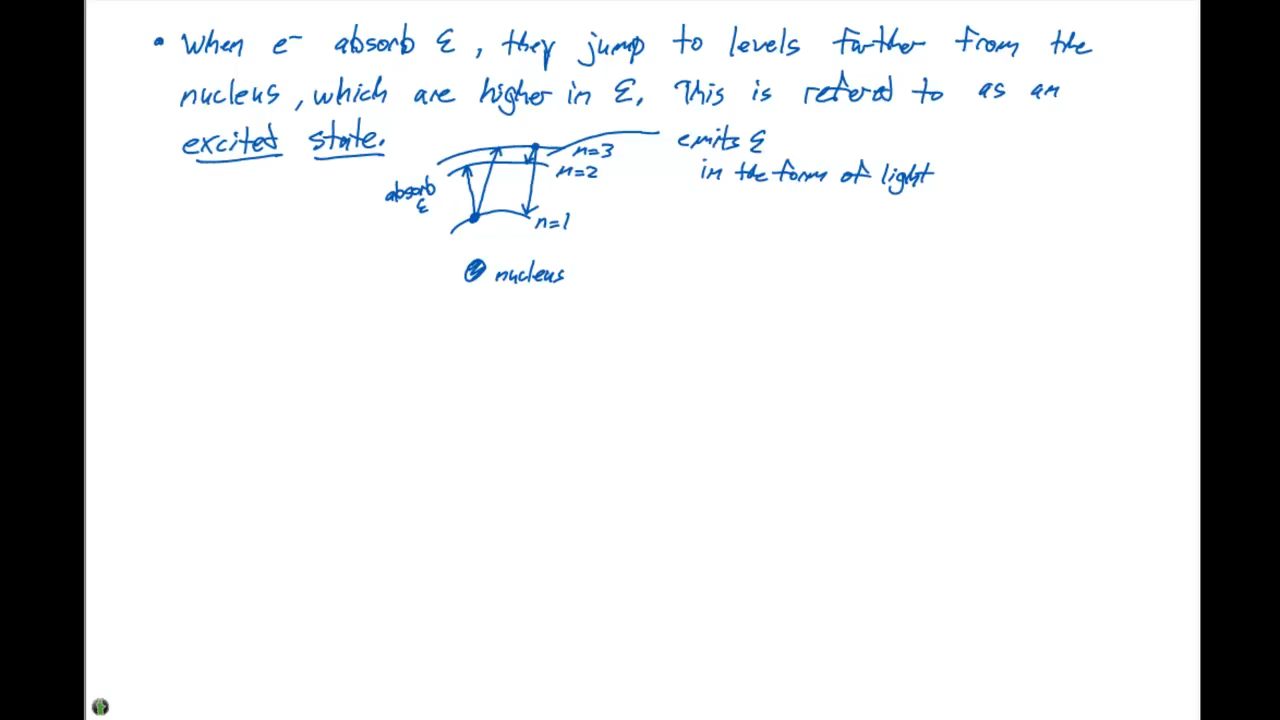 • When e⁻ absorb Ɛ, they jump to levels farther from the
nucleus, which are higher in Ɛ. This is refered to as an
excited state.
emits Ɛ
in the form of light
n=3
n=2
absorb
Ɛ
n=1
nucleus